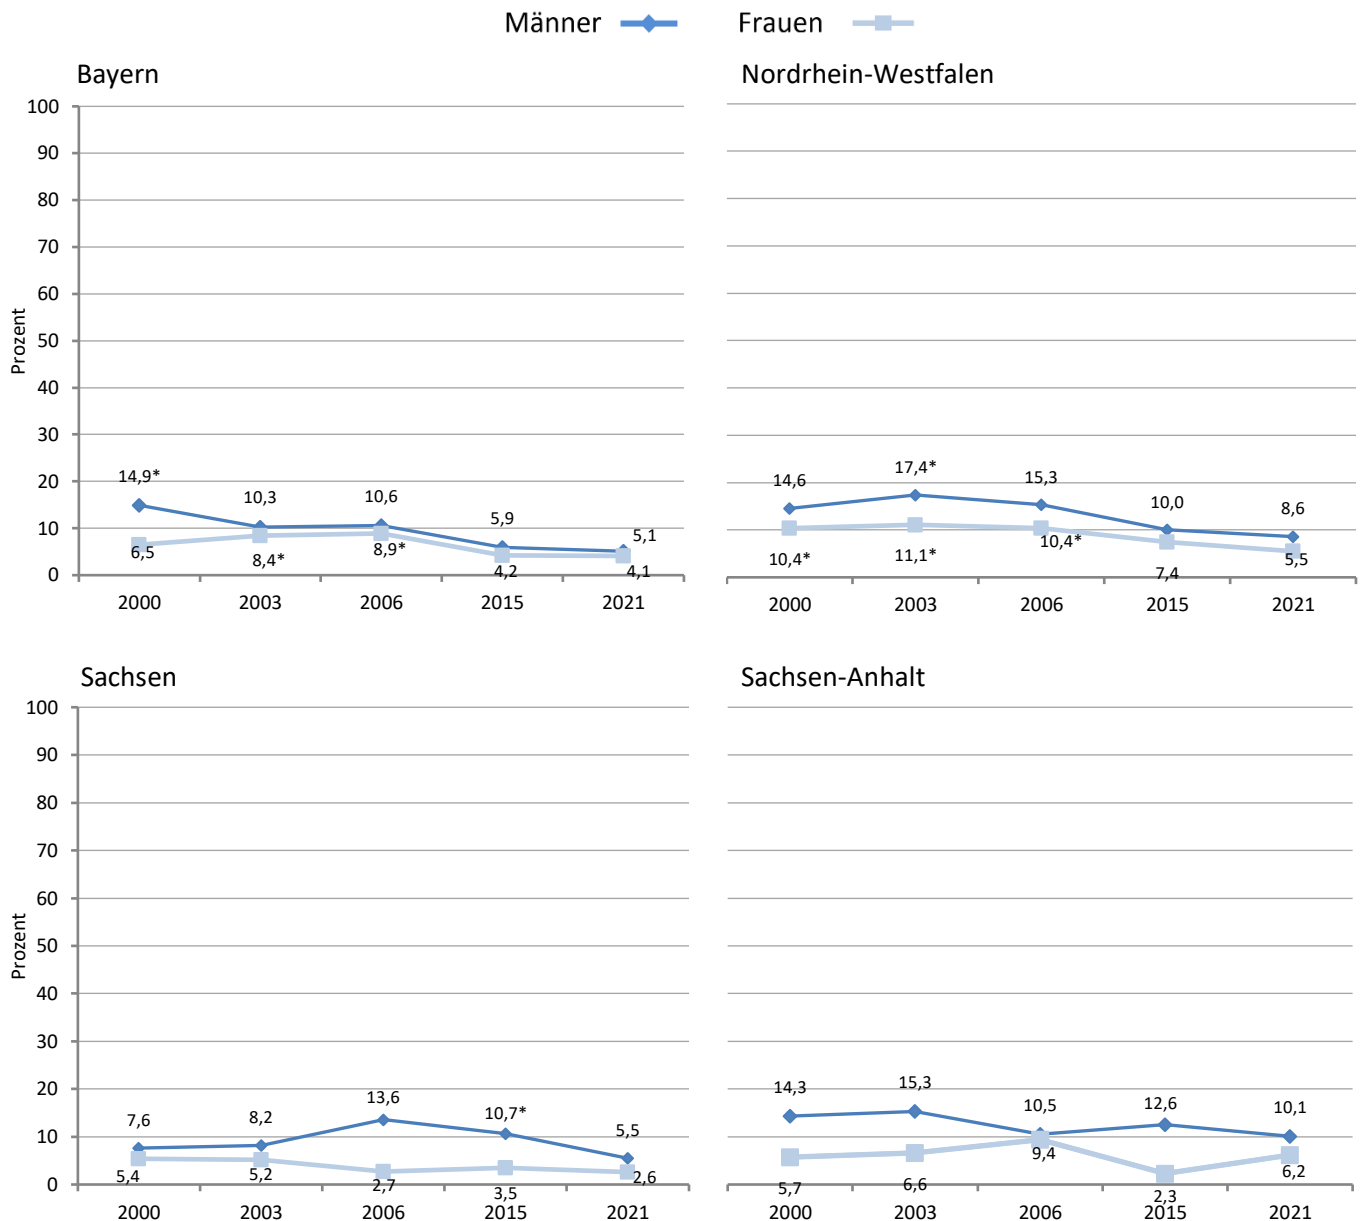 Männer Frauen
Bayern
Nordrhein-Westfalen
100
90
80
70
60
50
40
30
20
10
0
Prozent
14,9* 10,3 10,6 5,9 5,1
6,5 8,4* 8,9* 4,2 4,1
2000 2003 2006 2015 2021
14,6 17,4* 15,3 10,0 8,6
10,4* 11,1* 10,4* 7,4 5,5
2000 2003 2006 2015 2021
Sachsen
Sachsen-Anhalt
100
90
80
70
60
50
40
30
20
10
0
Prozent
7,6 8,2 13,6 10,7* 5,5
5,4 5,2 2,7 3,5 2,6
2000 2003 2006 2015 2021
14,3 15,3 10,5 12,6 10,1
5,7 6,6 9,4 2,3 6,2
2000 2003 2006 2015 2021